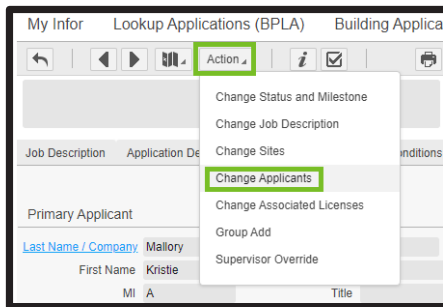 My Infor Lookup Applications (BPLA) Building Applica
Action
Change Status and Milestone
Change Job Description
Job Description Application De Change Sites nditions
Change Applicants
Change Associated Licenses
Primary Applicant
Group Add
Last Name / Company Mallory
Supervisor Override
First Name Kristie
MI A Title